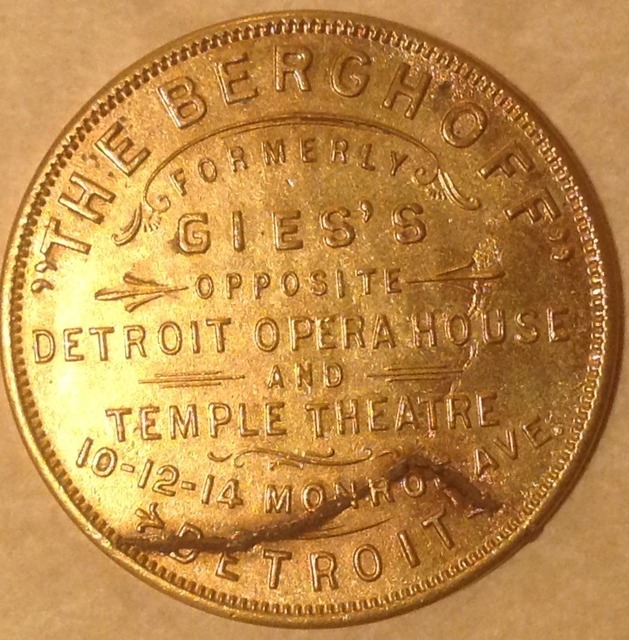 "THE BERGHOFF"
FORMERLY
GIES'S
OPPOSITE
DETROIT OPERA HOUSE
AND
TEMPLE THEATRE
10-12-14 MONROE AVE.
DETROIT